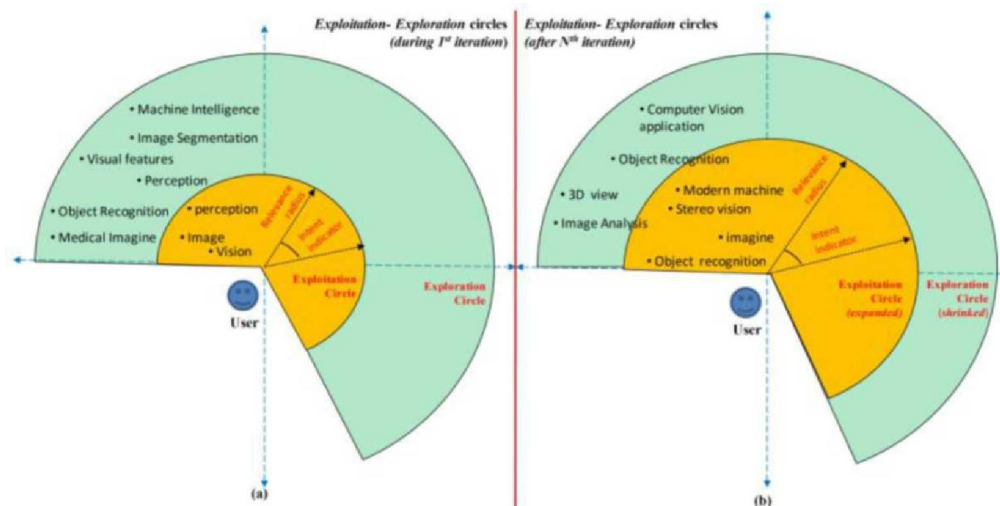 Exploitation- Exploration circles
(during 1st iteration)
• Machine Intelligence
• Image Segmentation
• Visual features
• Perception
• Object Recognition
• perception
• Medical Imagine
• Image
• Vision
Relevance
radius
Intent
indicator
Exploitation
Circle
Exploration
Circle
User
(a)
Exploitation- Exploration circles
(after Nth iteration)
• Computer Vision
application
• Object Recognition
• Modern machine
• 3D view
• Stereo vision
• Image Analysis
• imagine
• Object recognition
Relevance
radius
Intent
indicator
Exploitation
Circle
(expanded)
Exploration
Circle
(shrinked)
User
(b)